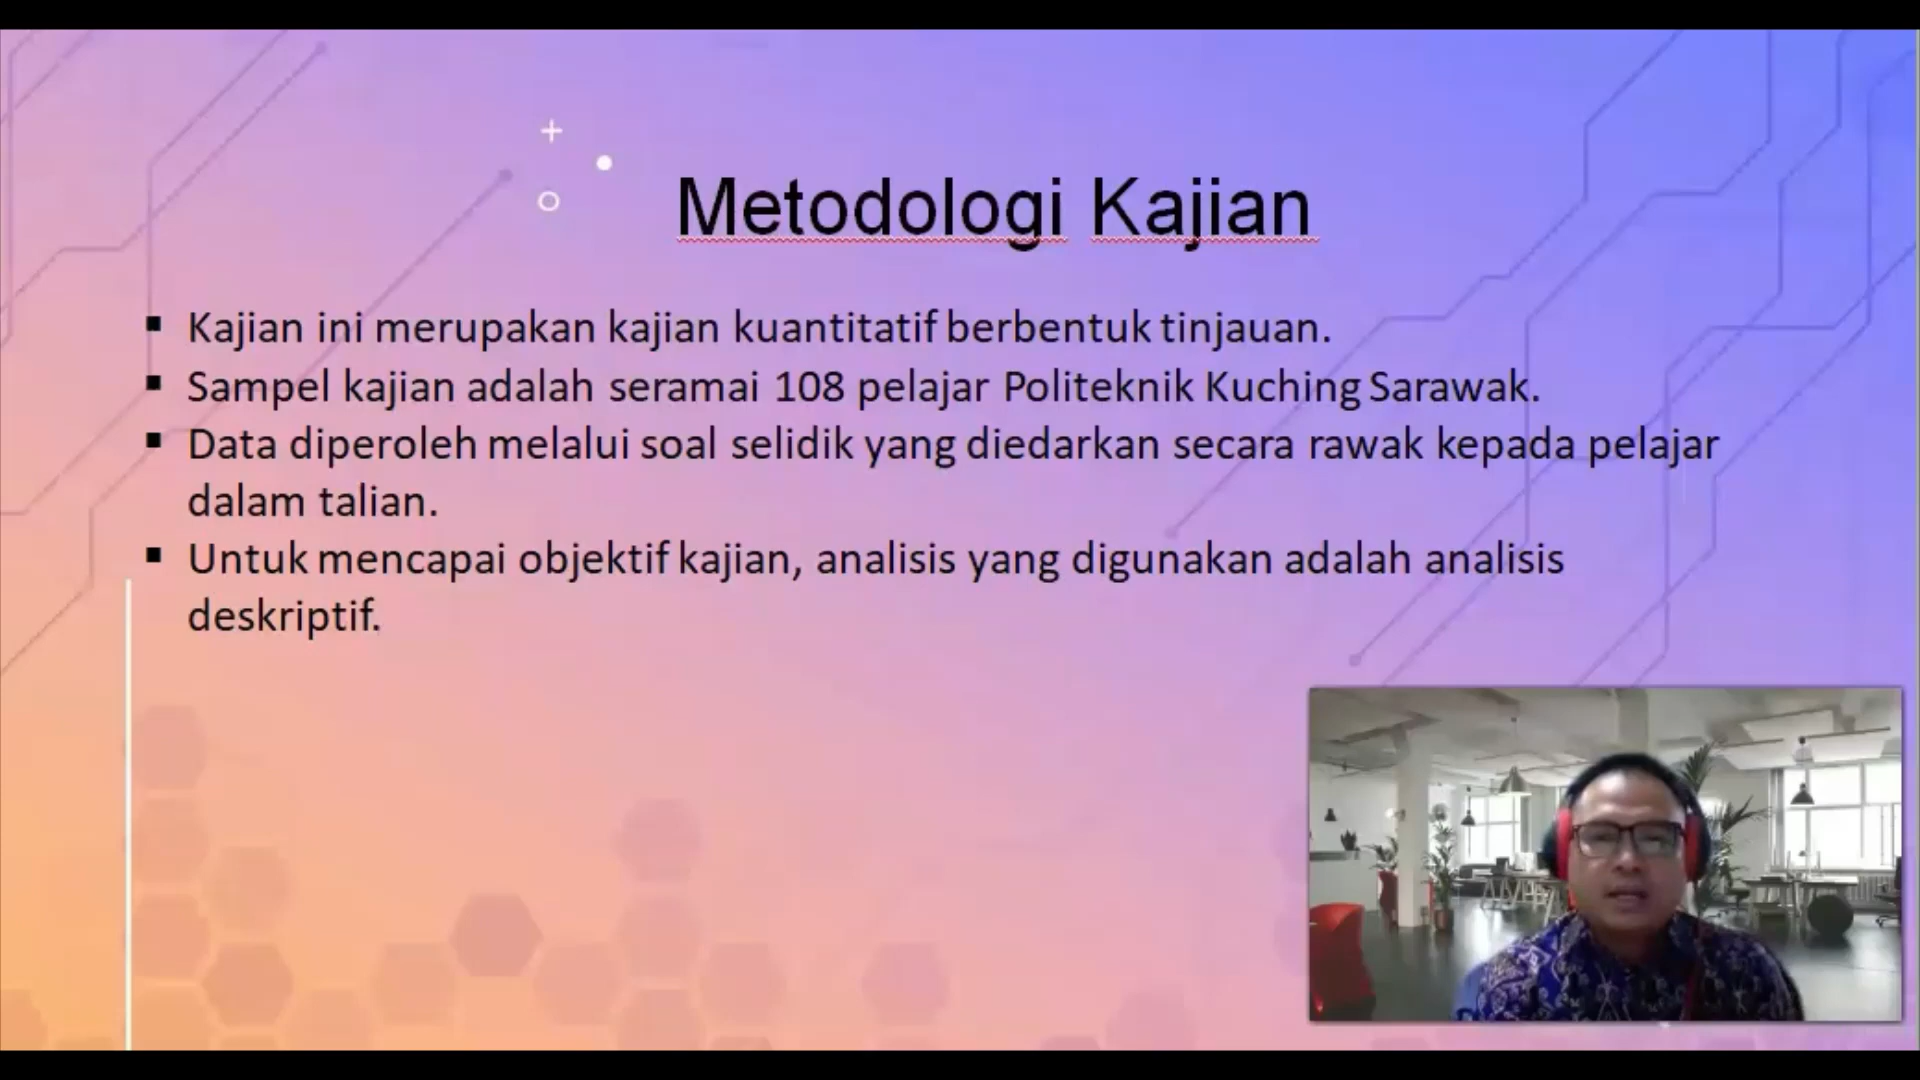 Metodologi Kajian
▪ Kajian ini merupakan kajian kuantitatif berbentuk tinjauan.
▪ Sampel kajian adalah seramai 108 pelajar Politeknik Kuching Sarawak.
▪ Data diperoleh melalui soal selidik yang diedarkan secara rawak kepada pelajar
dalam talian.
▪ Untuk mencapai objektif kajian, analisis yang digunakan adalah analisis
deskriptif.